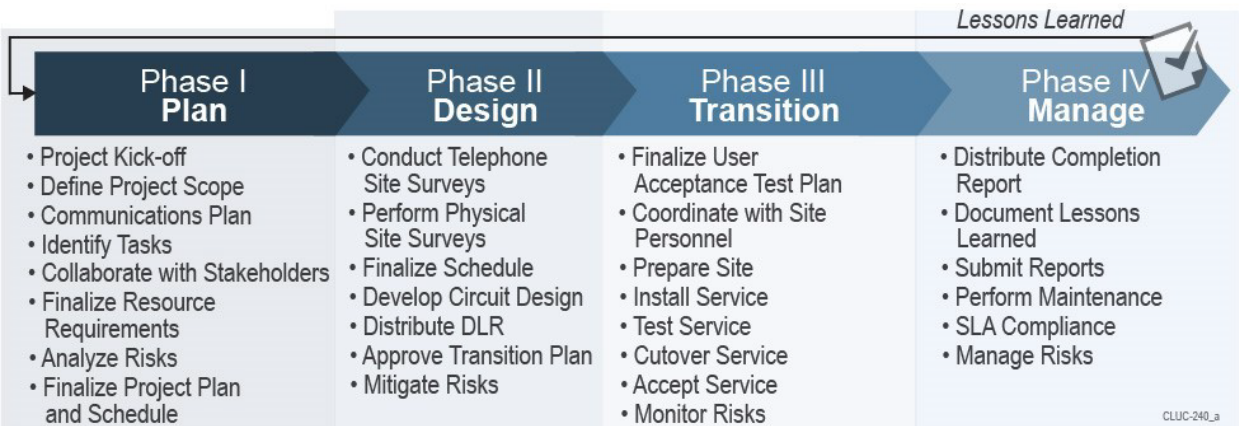 Lessons Learned
Phase I
Plan
• Project Kick-off
• Define Project Scope
• Communications Plan
• Identify Tasks
• Collaborate with Stakeholders
• Finalize Resource
Requirements
• Analyze Risks
• Finalize Project Plan
and Schedule
Phase II
Design
• Conduct Telephone
Site Surveys
• Perform Physical
Site Surveys
• Finalize Schedule
• Develop Circuit Design
• Distribute DLR
• Approve Transition Plan
• Mitigate Risks
Phase III
Transition
• Finalize User
Acceptance Test Plan
• Coordinate with Site
Personnel
• Prepare Site
• Install Service
• Test Service
• Cutover Service
• Accept Service
• Monitor Risks
Phase IV
Manage
• Distribute Completion
Report
• Document Lessons
Learned
• Submit Reports
• Perform Maintenance
• SLA Compliance
• Manage Risks
CLUC-240_a